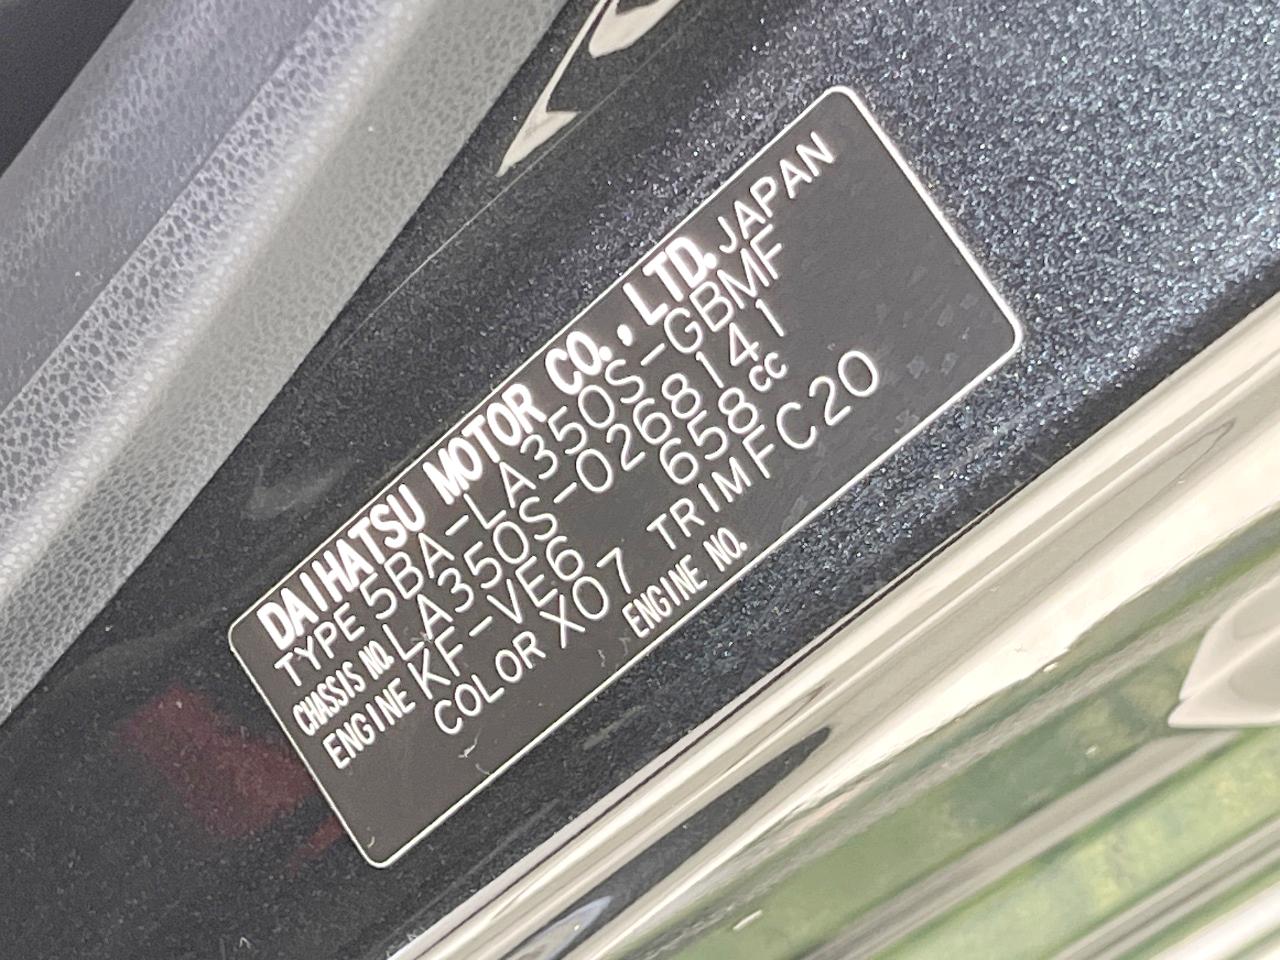 DAIHATSU MOTOR CO., LTD. JAPAN
TYPE 5BA-LA350S-GBMF
CHASSIS NO. LA350S-0268141
ENGINE KF-VE6 658cc
COLOR X07 TRIM FC20
ENGINE NO.